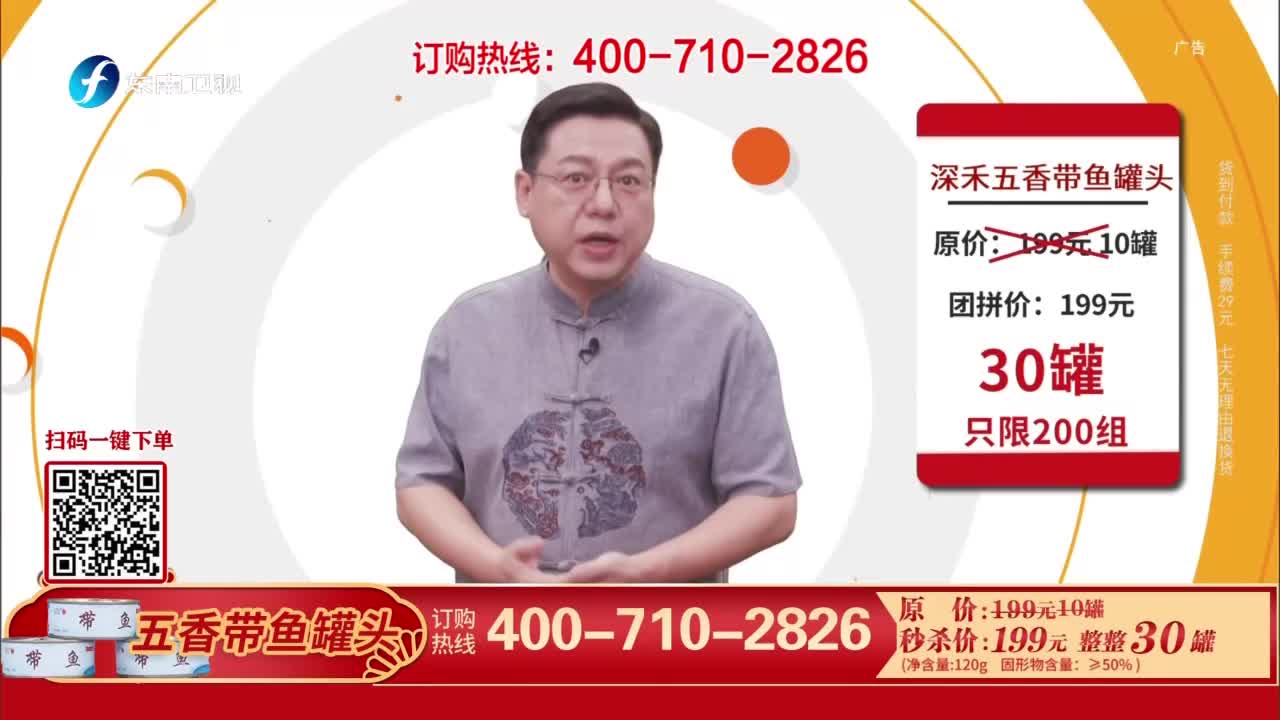 订购热线：400-710-2826
广告
东南卫视
深禾五香带鱼罐头
原价：199元 10罐
团拼价：199元
30罐
只限200组
货到付款 手续费29元 七天无理由退换货
扫码一键下单
带鱼
带鱼
带鱼
五香带鱼罐头
订购热线 400-710-2826
原 价:199元10罐
秒杀价:199元 整整30罐
(净含量:120g 固形物含量：≥50%)